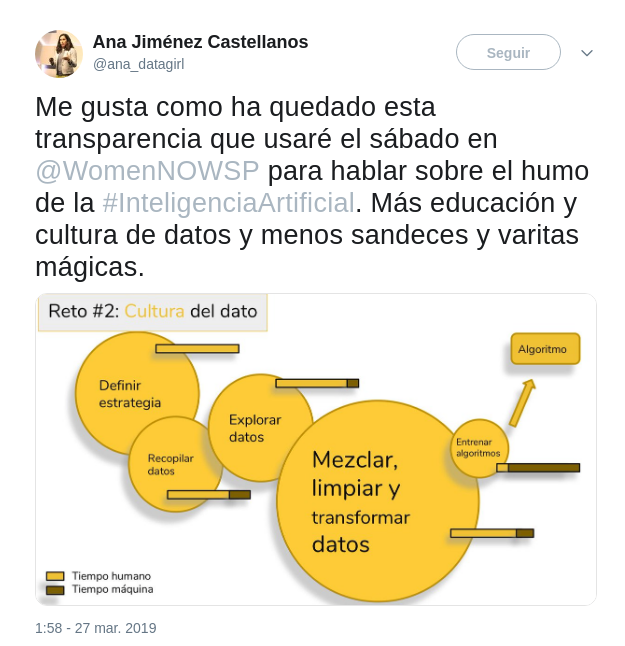 Ana Jiménez Castellanos
@ana_datagirl
Seguir
Me gusta como ha quedado esta
transparencia que usaré el sábado en
@WomenNOWSP para hablar sobre el humo
de la #InteligenciaArtificial. Más educación y
cultura de datos y menos sandeces y varitas
mágicas.
Reto #2: Cultura del dato
Definir
estrategia
Recopilar
datos
Explorar
datos
Mezclar,
limpiar y
transformar
datos
Entrenar
algoritmos
Algoritmo
Tiempo humano
Tiempo máquina
1:58 - 27 mar. 2019